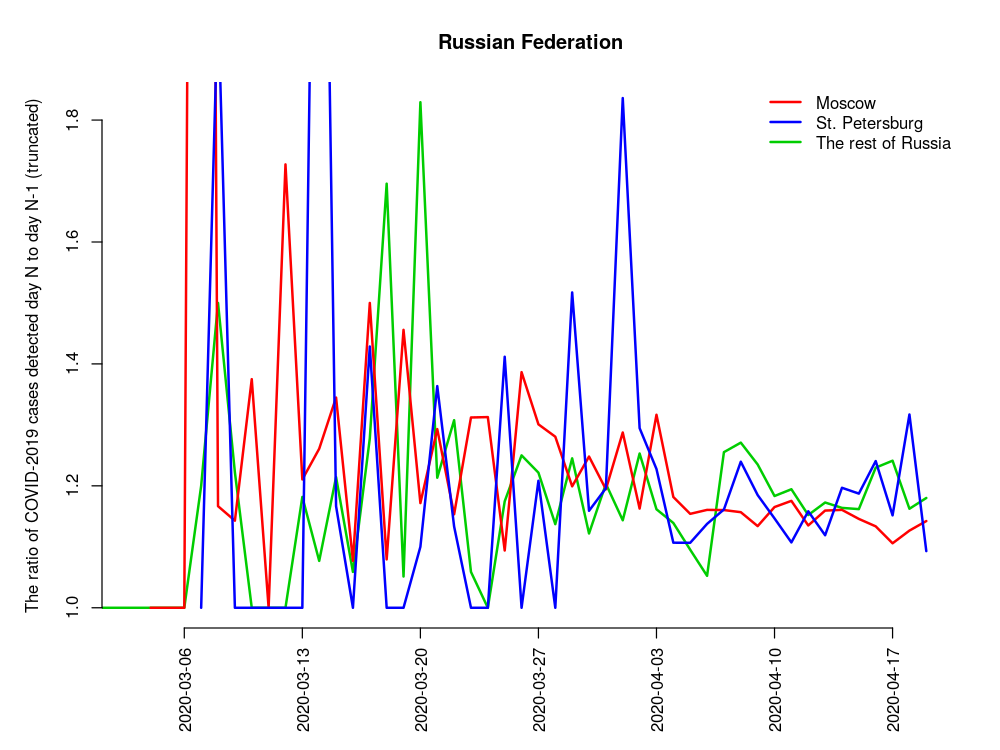 Russian Federation
The ratio of COVID-2019 cases detected day N to day N-1 (truncated)
1.8
1.6
1.4
1.2
1.0
Moscow
St. Petersburg
The rest of Russia
2020-03-06
2020-03-13
2020-03-20
2020-03-27
2020-04-03
2020-04-10
2020-04-17